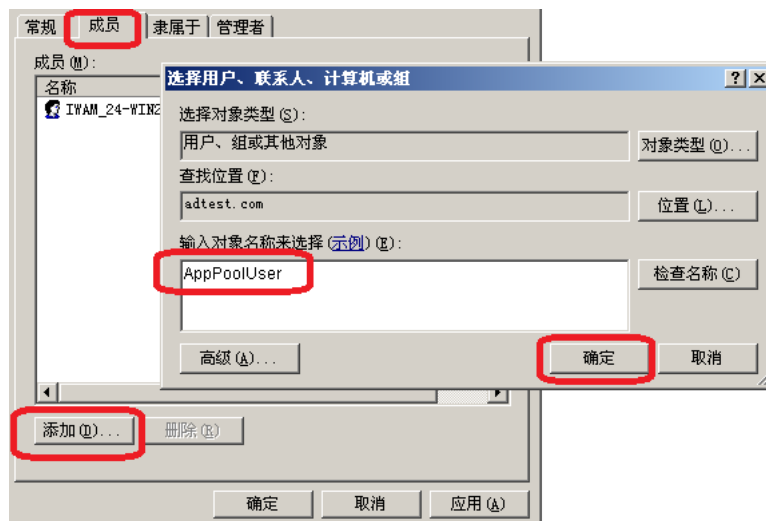 常规 成员 隶属于 管理者
成员(M):
名称
IWAM_24-WIN2
选择用户、联系人、计算机或组
选择对象类型(S):
用户、组或其他对象 对象类型(O)...
查找位置(F):
adtest.com 位置(L)...
输入对象名称来选择(示例)(E):
AppPoolUser 检查名称(C)
高级(A)... 确定 取消
添加(D)... 删除(R)
确定 取消 应用(A)